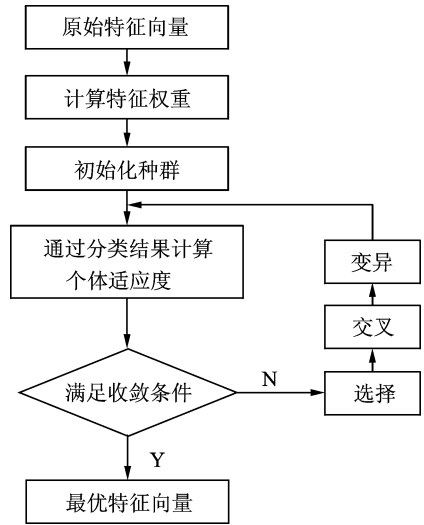 原始特征向量
计算特征权重
初始化种群
通过分类结果计算
个体适应度
变异
交叉
满足收敛条件
N
选择
Y
最优特征向量